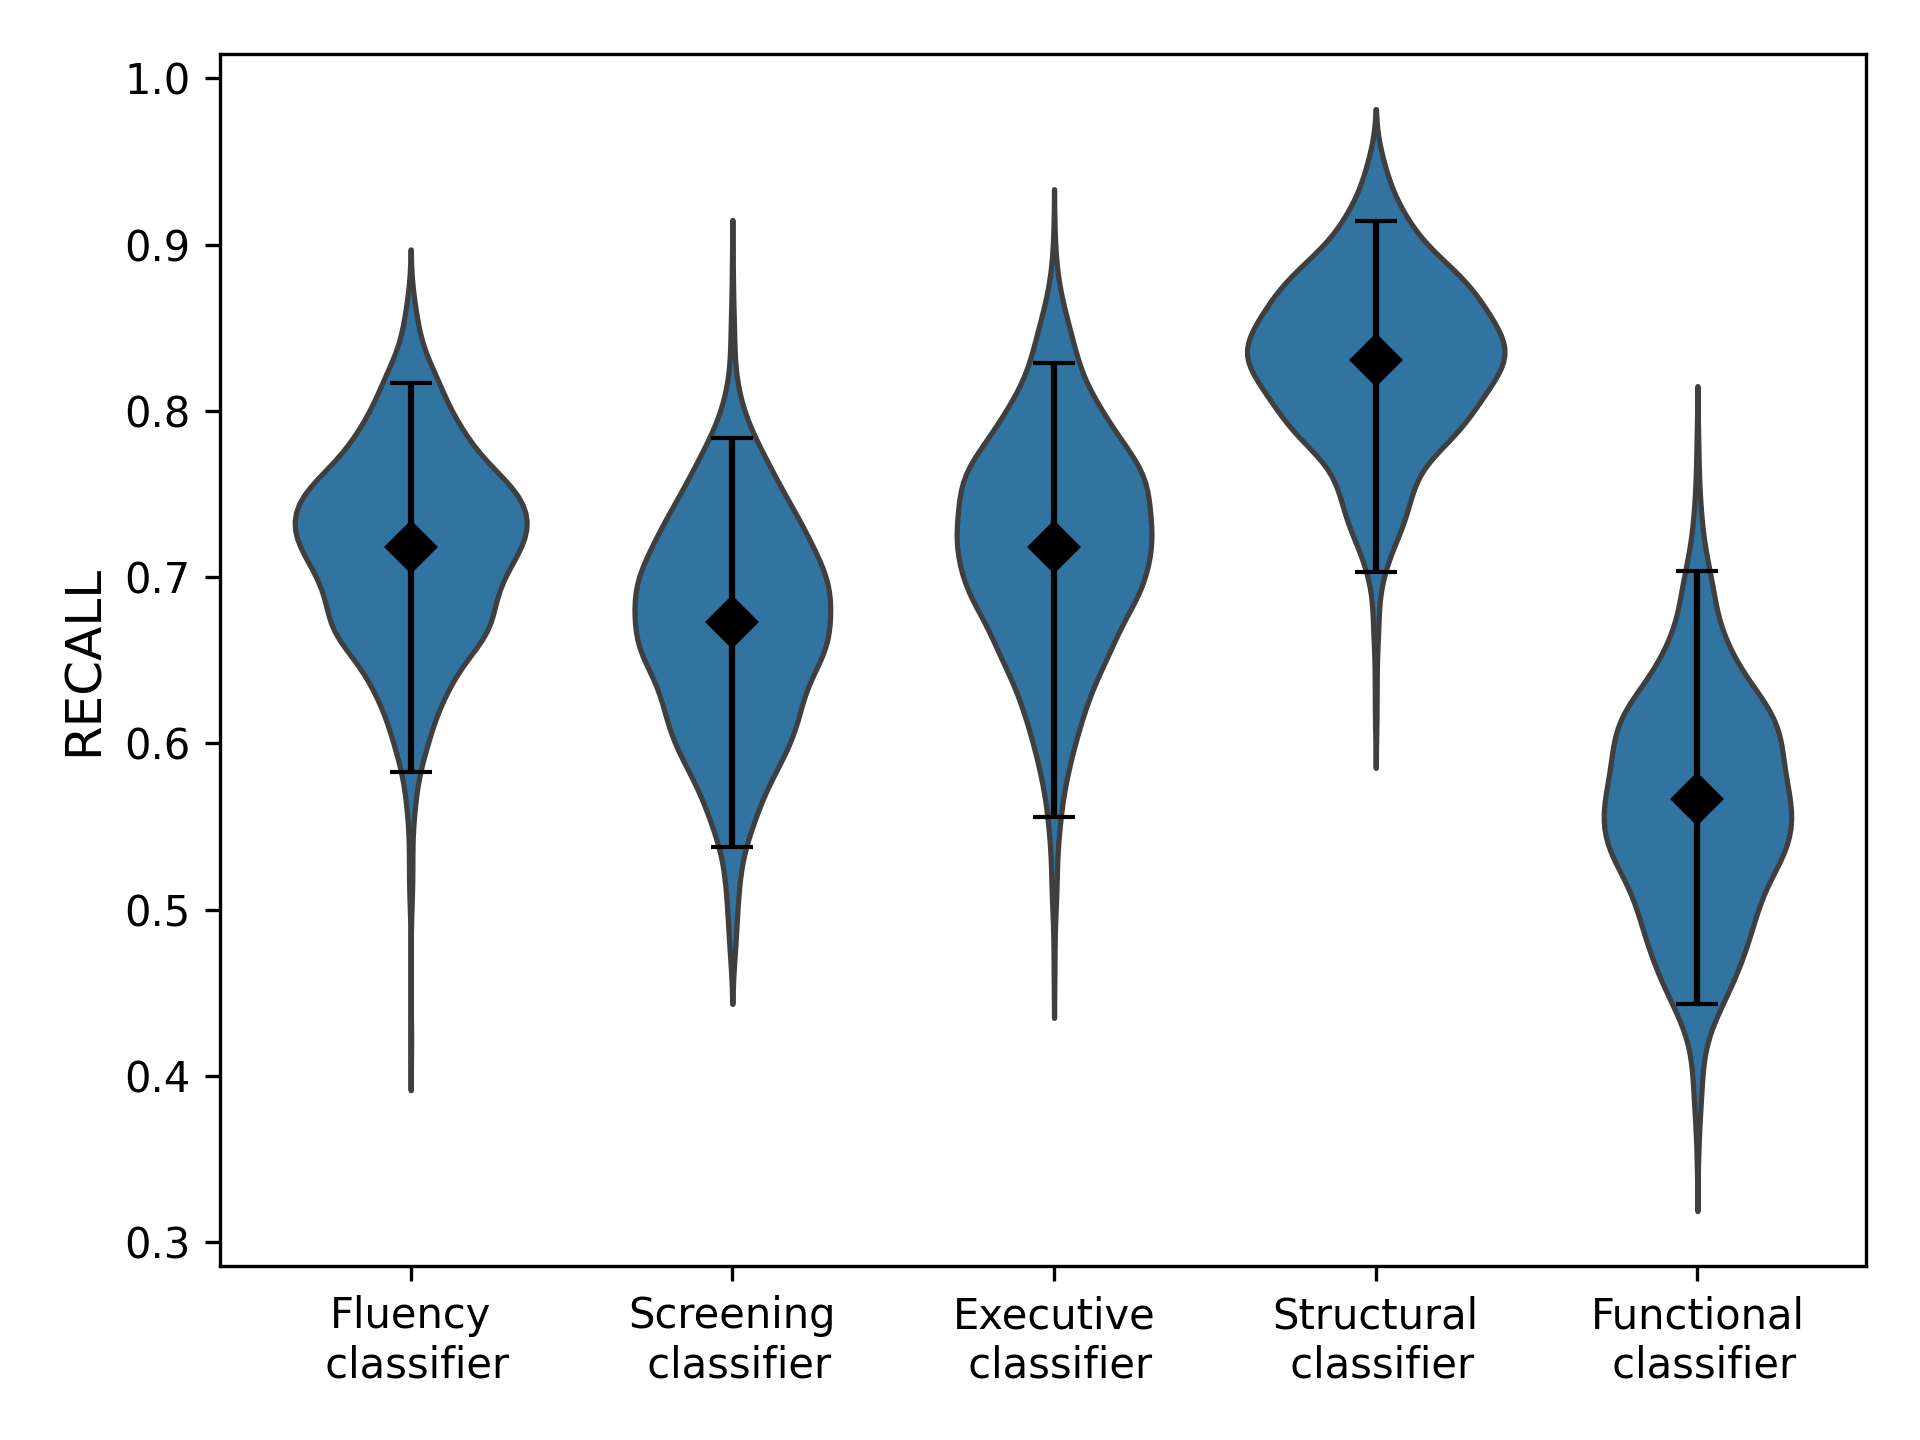 RECALL
1.0
0.9
0.8
0.7
0.6
0.5
0.4
0.3
Fluency classifier
Screening classifier
Executive classifier
Structural classifier
Functional classifier